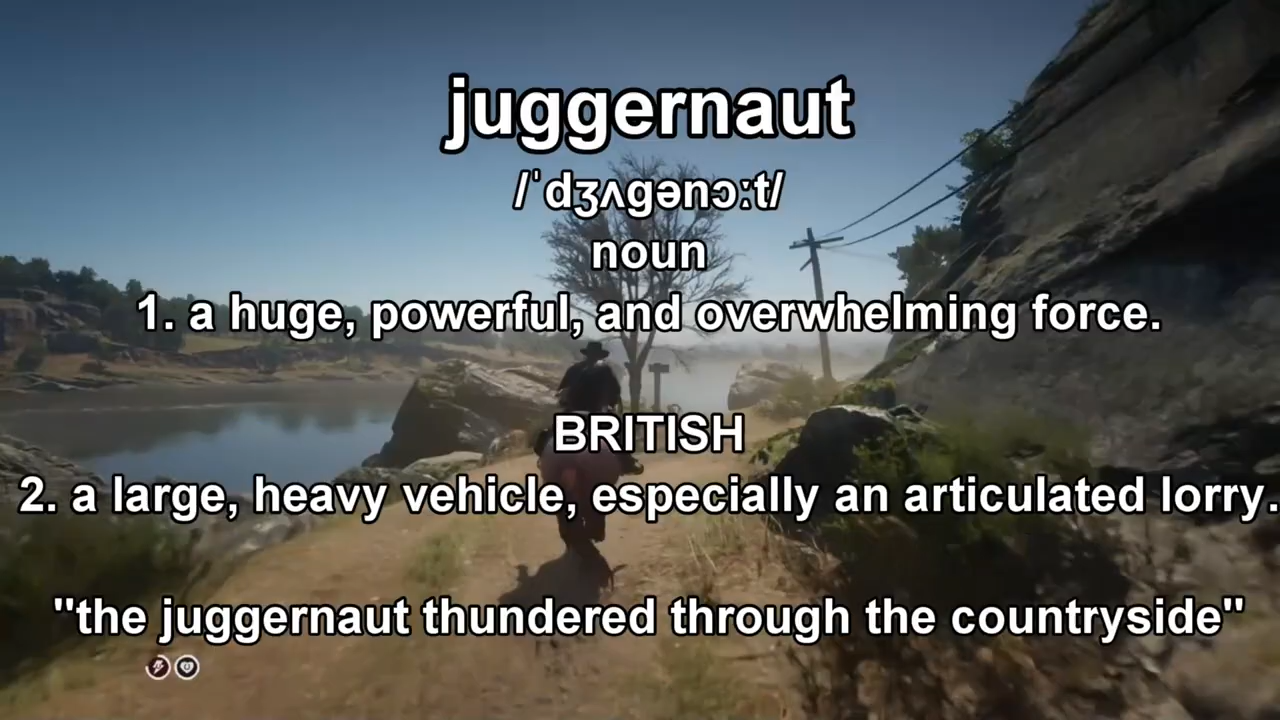 juggernaut
/ˈdʒʌɡənɔːt/
noun
1. a huge, powerful, and overwhelming force.
BRITISH
2. a large, heavy vehicle, especially an articulated lorry.
"the juggernaut thundered through the countryside"